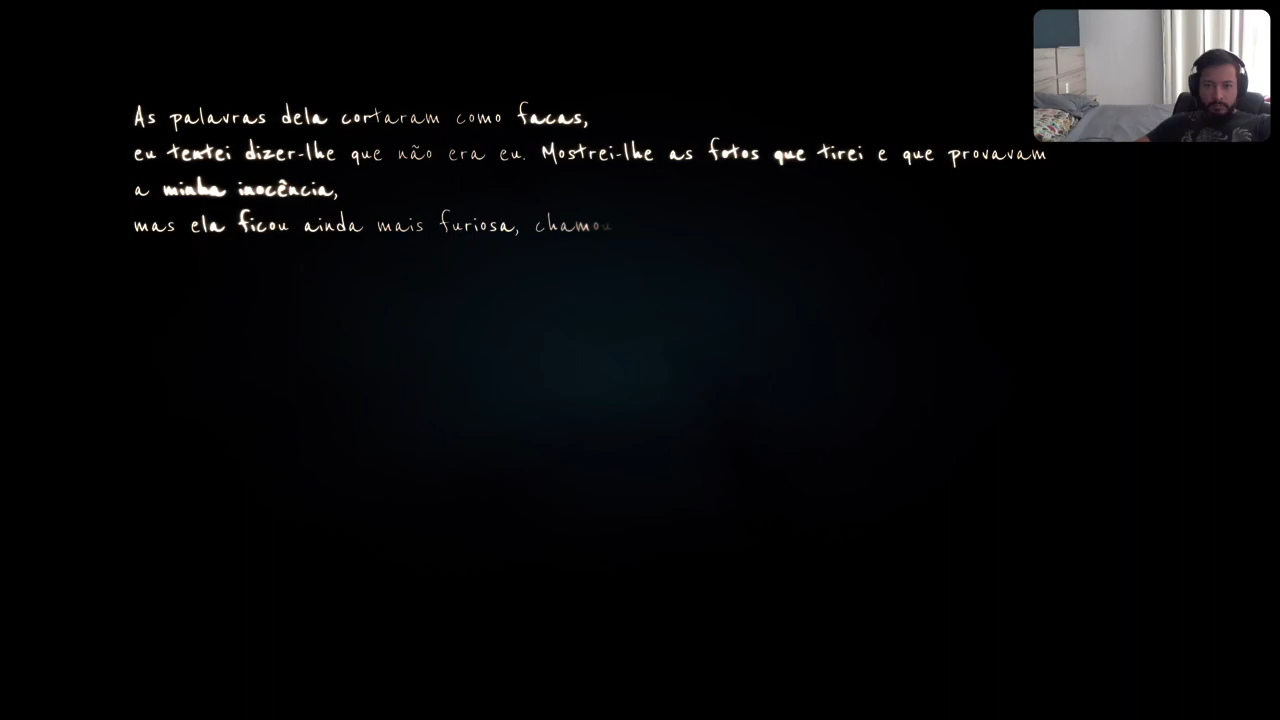 As palavras dela cortaram como facas,
eu tentei dizer-lhe que não era eu. Mostrei-lhe as fotos que tirei e que provavam
a minha inocência,
mas ela ficou ainda mais furiosa, chamou